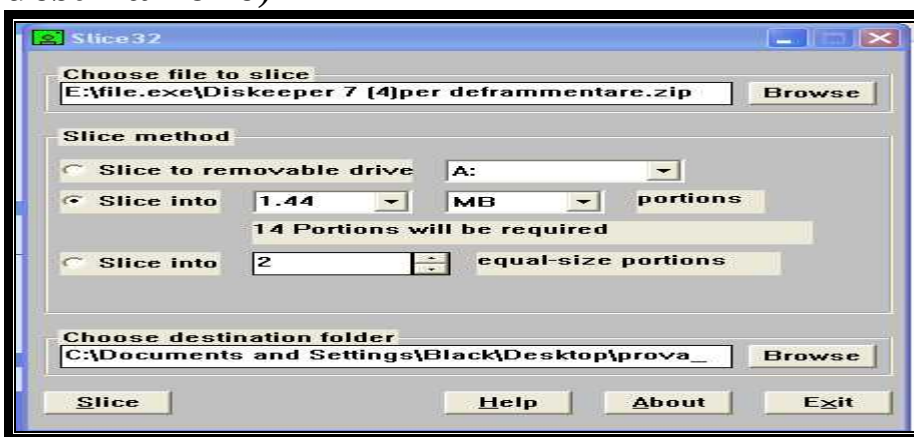 Slice32
Choose file to slice
E:\file.exe\Diskeeper 7 (4)per deframmentare.zip Browse
Slice method
Slice to removable drive A:
Slice into 1.44 MB portions
14 Portions will be required
Slice into 2 equal-size portions
Choose destination folder
C:\Documents and Settings\Black\Desktop\prova_ Browse
Slice Help About Exit